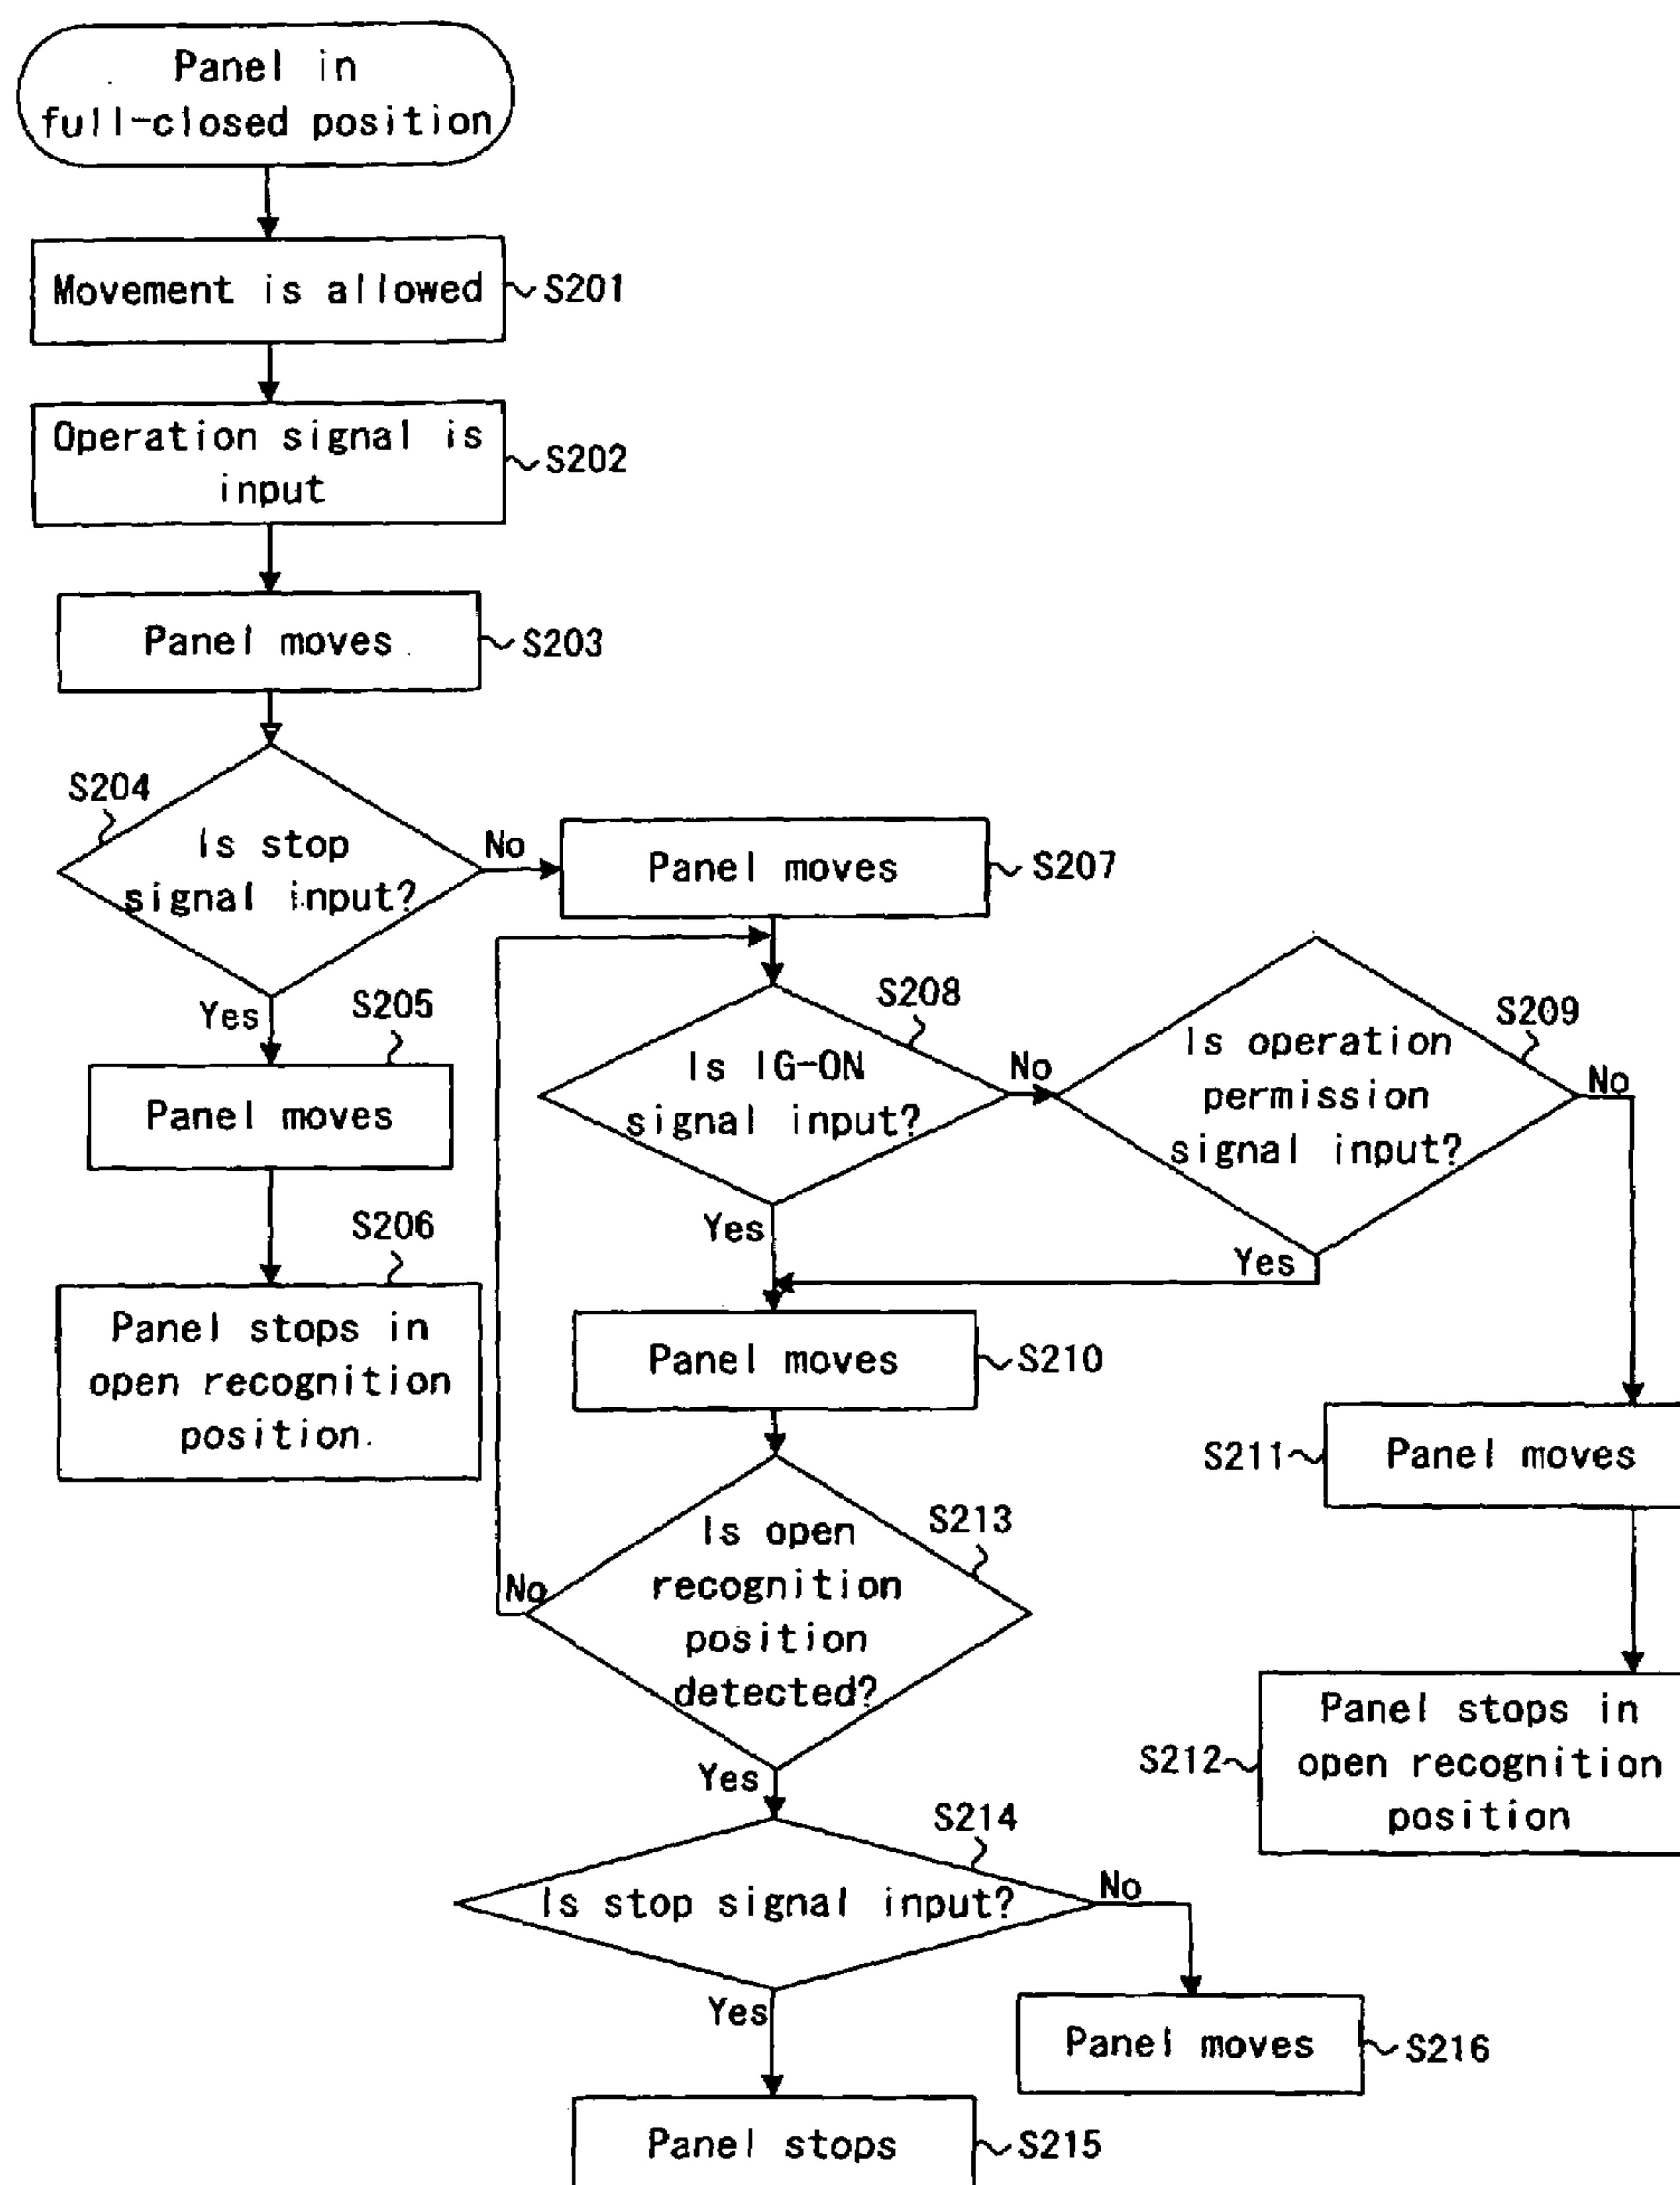 Panel in
full-closed position
Movement is allowed
S201
Operation signal is
input
S202
Panel moves
S203
S204
Is stop
signal input?
No
Yes
Panel moves
S207
S205
Panel moves
S206
Panel stops in
open recognition
position.
S208
Is IG-ON
signal input?
No
Yes
S209
Is operation
permission
signal input?
No
Yes
Panel moves
S210
S211
Panel moves
S213
Is open
recognition
position
detected?
No
Yes
S212
Panel stops in
open recognition
position
S214
Is stop signal input?
No
Yes
Panel moves
S216
Panel stops
S215